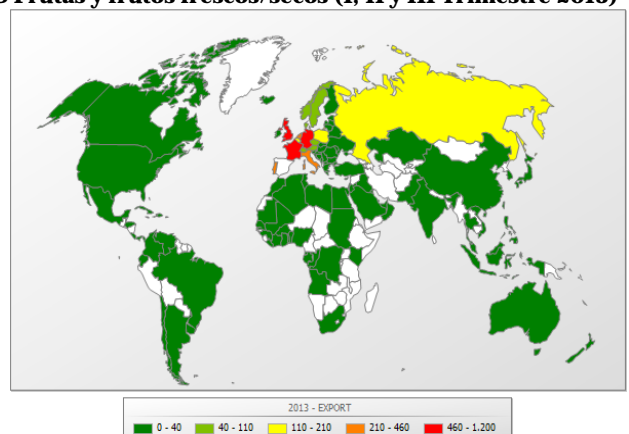 Frutas y frutos frescos/secos (I, II y III Trimestre 2013)
2013 - EXPORT
0 - 40 40 - 110 110 - 210 210 - 460 460 - 1.200